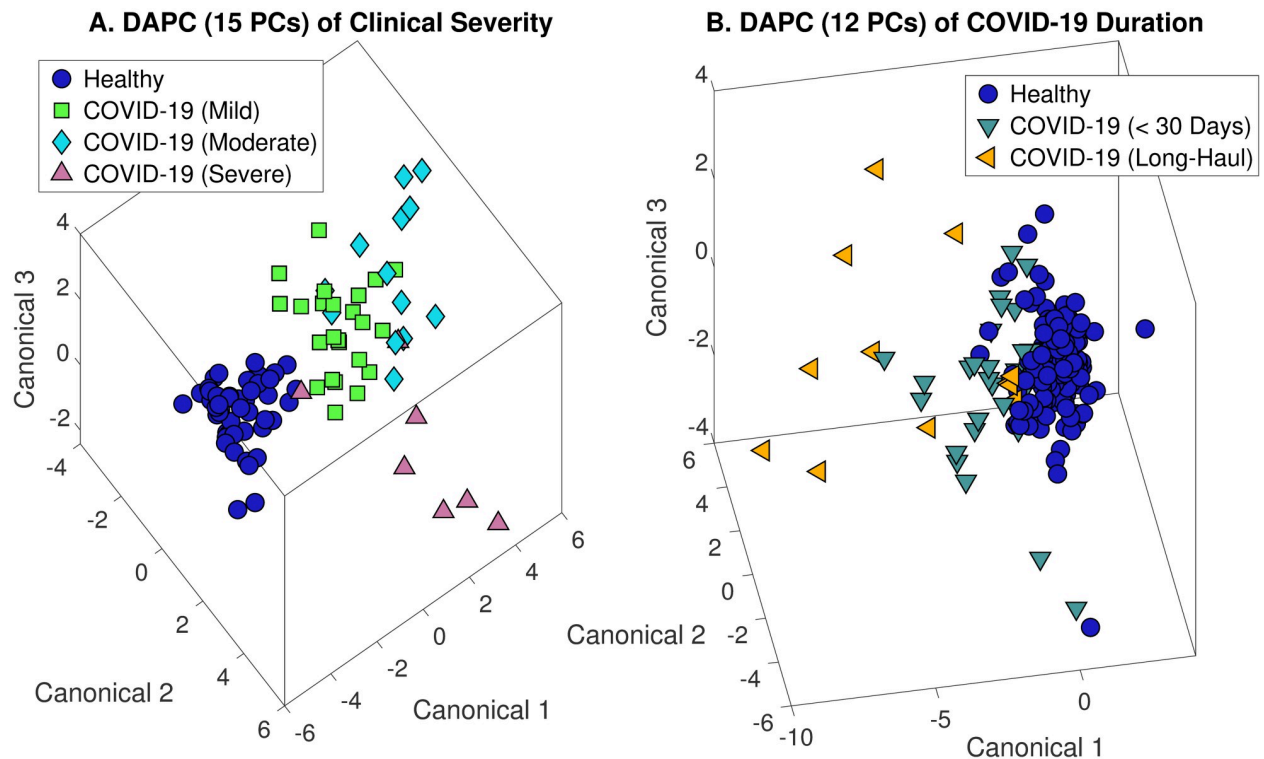 A. DAPC (15 PCs) of Clinical Severity
Healthy
COVID-19 (Mild)
COVID-19 (Moderate)
COVID-19 (Severe)
4
2
0
-2
Canonical 3
-4
-2
0
2
4
6
Canonical 2
-6
-4
-2
0
2
4
6
Canonical 1
B. DAPC (12 PCs) of COVID-19 Duration
Healthy
COVID-19 (< 30 Days)
COVID-19 (Long-Haul)
4
2
0
-2
-4
Canonical 3
6
4
2
0
-2
-4
-6
Canonical 2
-10
-5
0
Canonical 1